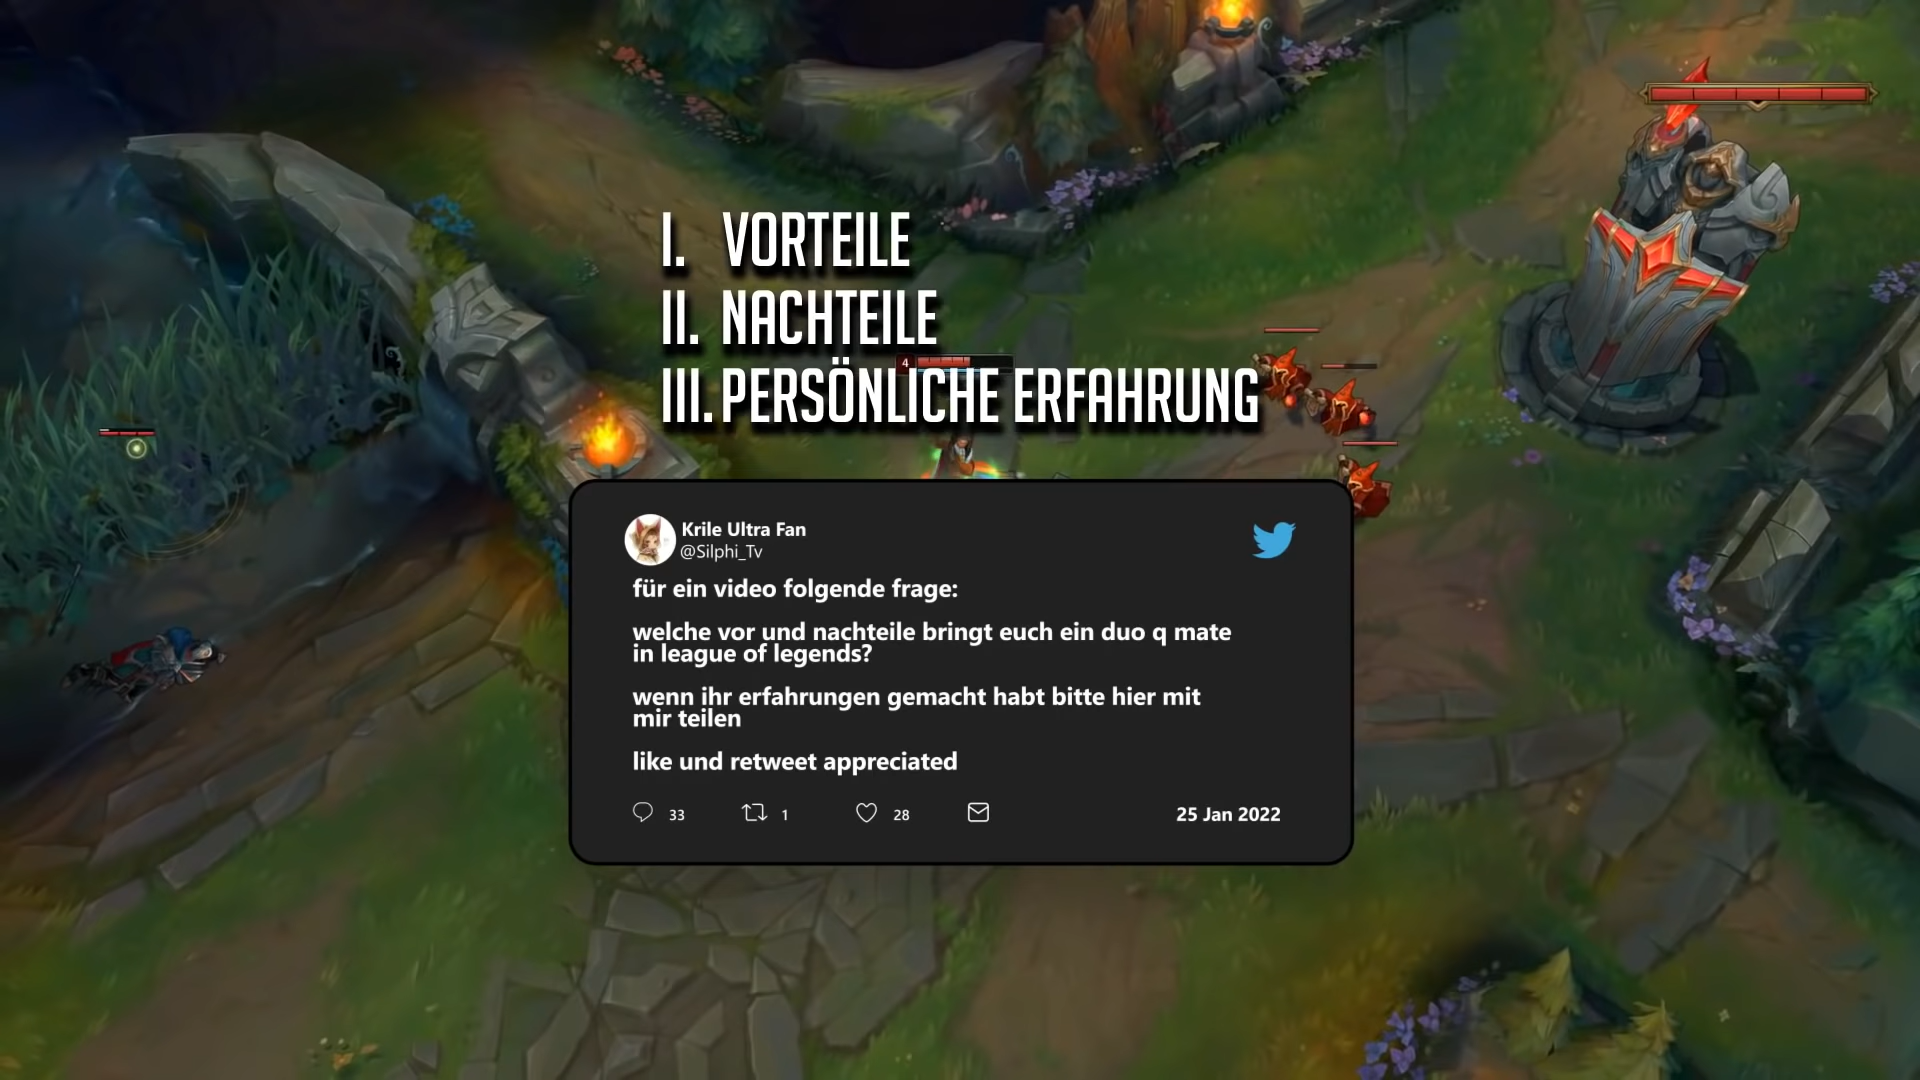 I. VORTEILE
II. NACHTEILE
4
III. PERSÖNLICHE ERFAHRUNG
Krile Ultra Fan
@Silphi_Tv
für ein video folgende frage:
welche vor und nachteile bringt euch ein duo q mate
in league of legends?
wenn ihr erfahrungen gemacht habt bitte hier mit
mir teilen
like und retweet appreciated
33 1 28 25 Jan 2022